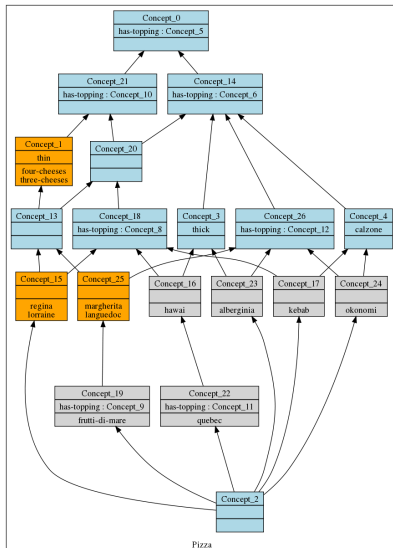 Concept_0
has-topping : Concept_5
Concept_21
has-topping : Concept_10
Concept_14
has-topping : Concept_6
Concept_1
thin
four-cheeses
three-cheeses
Concept_20
Concept_13
Concept_18
has-topping : Concept_8
Concept_3
thick
Concept_26
has-topping : Concept_12
Concept_4
calzone
Concept_15
regina
lorraine
Concept_25
margherita
languedoc
Concept_16
hawai
Concept_23
alberginia
Concept_17
kebab
Concept_24
okonomi
Concept_19
has-topping : Concept_9
frutti-di-mare
Concept_22
has-topping : Concept_11
quebec
Concept_2
Pizza